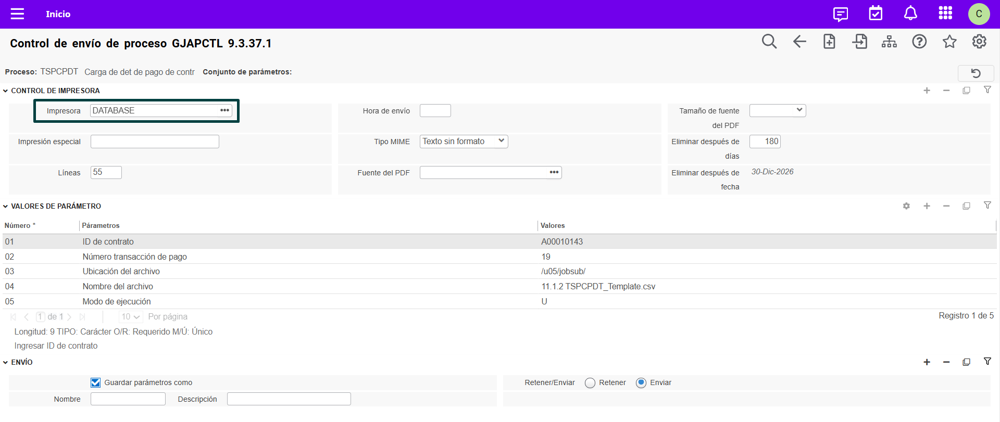 Inicio
C
Control de envío de proceso GJAPCTL 9.3.37.1
Proceso: TSPCPDT Carga de det de pago de contr Conjunto de parámetros:
CONTROL DE IMPRESORA
Impresora DATABASE Hora de envío Tamaño de fuente del PDF
Impresión especial Tipo MIME Texto sin formato Eliminar después de días 180
Líneas 55 Fuente del PDF Eliminar después de fecha 30-Dic-2026
VALORES DE PARÁMETRO
Número * Párametros Valores
01 ID de contrato A00010143
02 Número transacción de pago 19
03 Ubicación del archivo /u05/jobsub/
04 Nombre del archivo 11.1.2 TSPCPDT_Template.csv
05 Modo de ejecución U
1 de 1 10 Por página Registro 1 de 5
Longitud: 9 TIPO: Carácter O/R: Requerido M/Ú: Único
Ingresar ID de contrato
ENVÍO
Guardar parámetros como Retener/Enviar Retener Enviar
Nombre Descripción